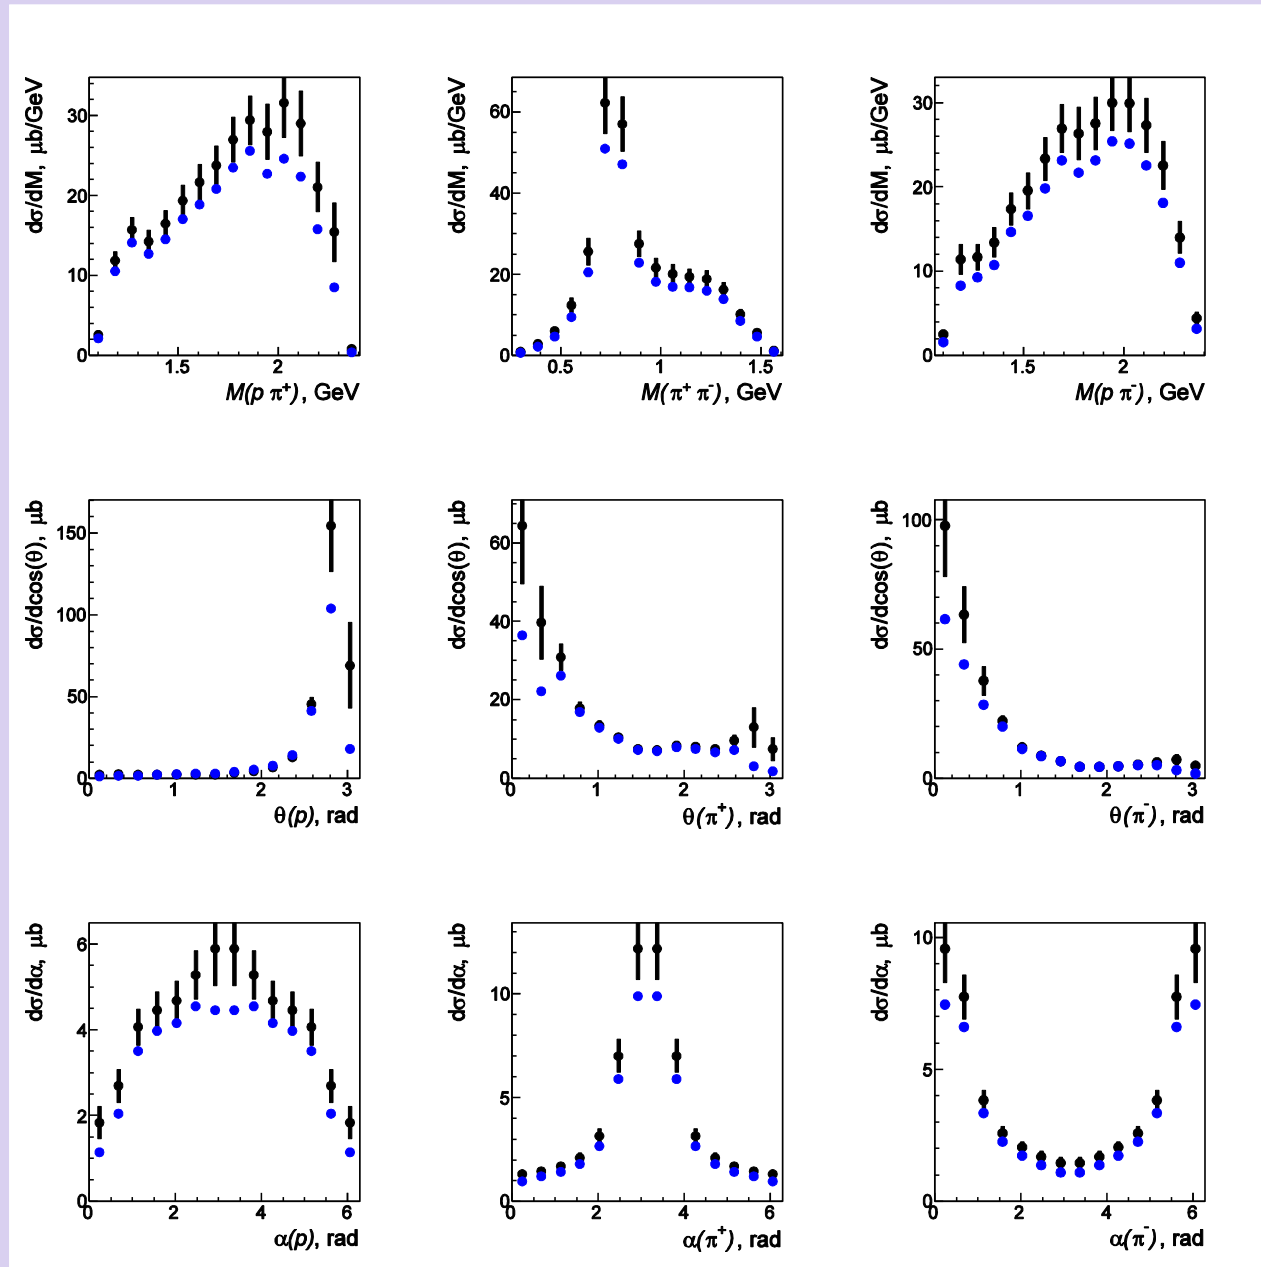 dσ/dM, μb/GeV
30
20
10
0
1.5 2
M(p π⁺), GeV
dσ/dM, μb/GeV
60
40
20
0
0.5 1 1.5
M(π⁺ π⁻), GeV
dσ/dM, μb/GeV
30
20
10
0
1.5 2
M(p π⁻), GeV
dσ/dcos(θ), μb
150
100
50
0
0 1 2 3
θ(p), rad
dσ/dcos(θ), μb
60
40
20
0
0 1 2 3
θ(π⁺), rad
dσ/dcos(θ), μb
100
50
0
0 1 2 3
θ(π⁻), rad
dσ/dα, μb
6
4
2
0
0 2 4 6
α(p), rad
dσ/dα, μb
10
5
0
0 2 4 6
α(π⁺), rad
dσ/dα, μb
10
5
0
0 2 4 6
α(π⁻), rad